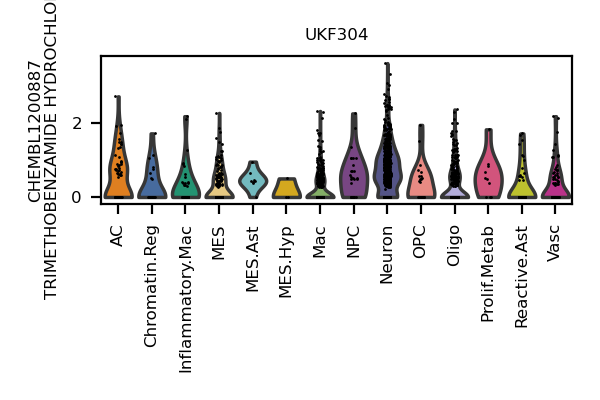 UKF304
CHEMBL1200887
TRIMETHOBENZAMIDE HYDROCHLO
2
0
AC
Chromatin.Reg
Inflammatory.Mac
MES
MES.Ast
MES.Hyp
Mac
NPC
Neuron
OPC
Oligo
Prolif.Metab
Reactive.Ast
Vasc